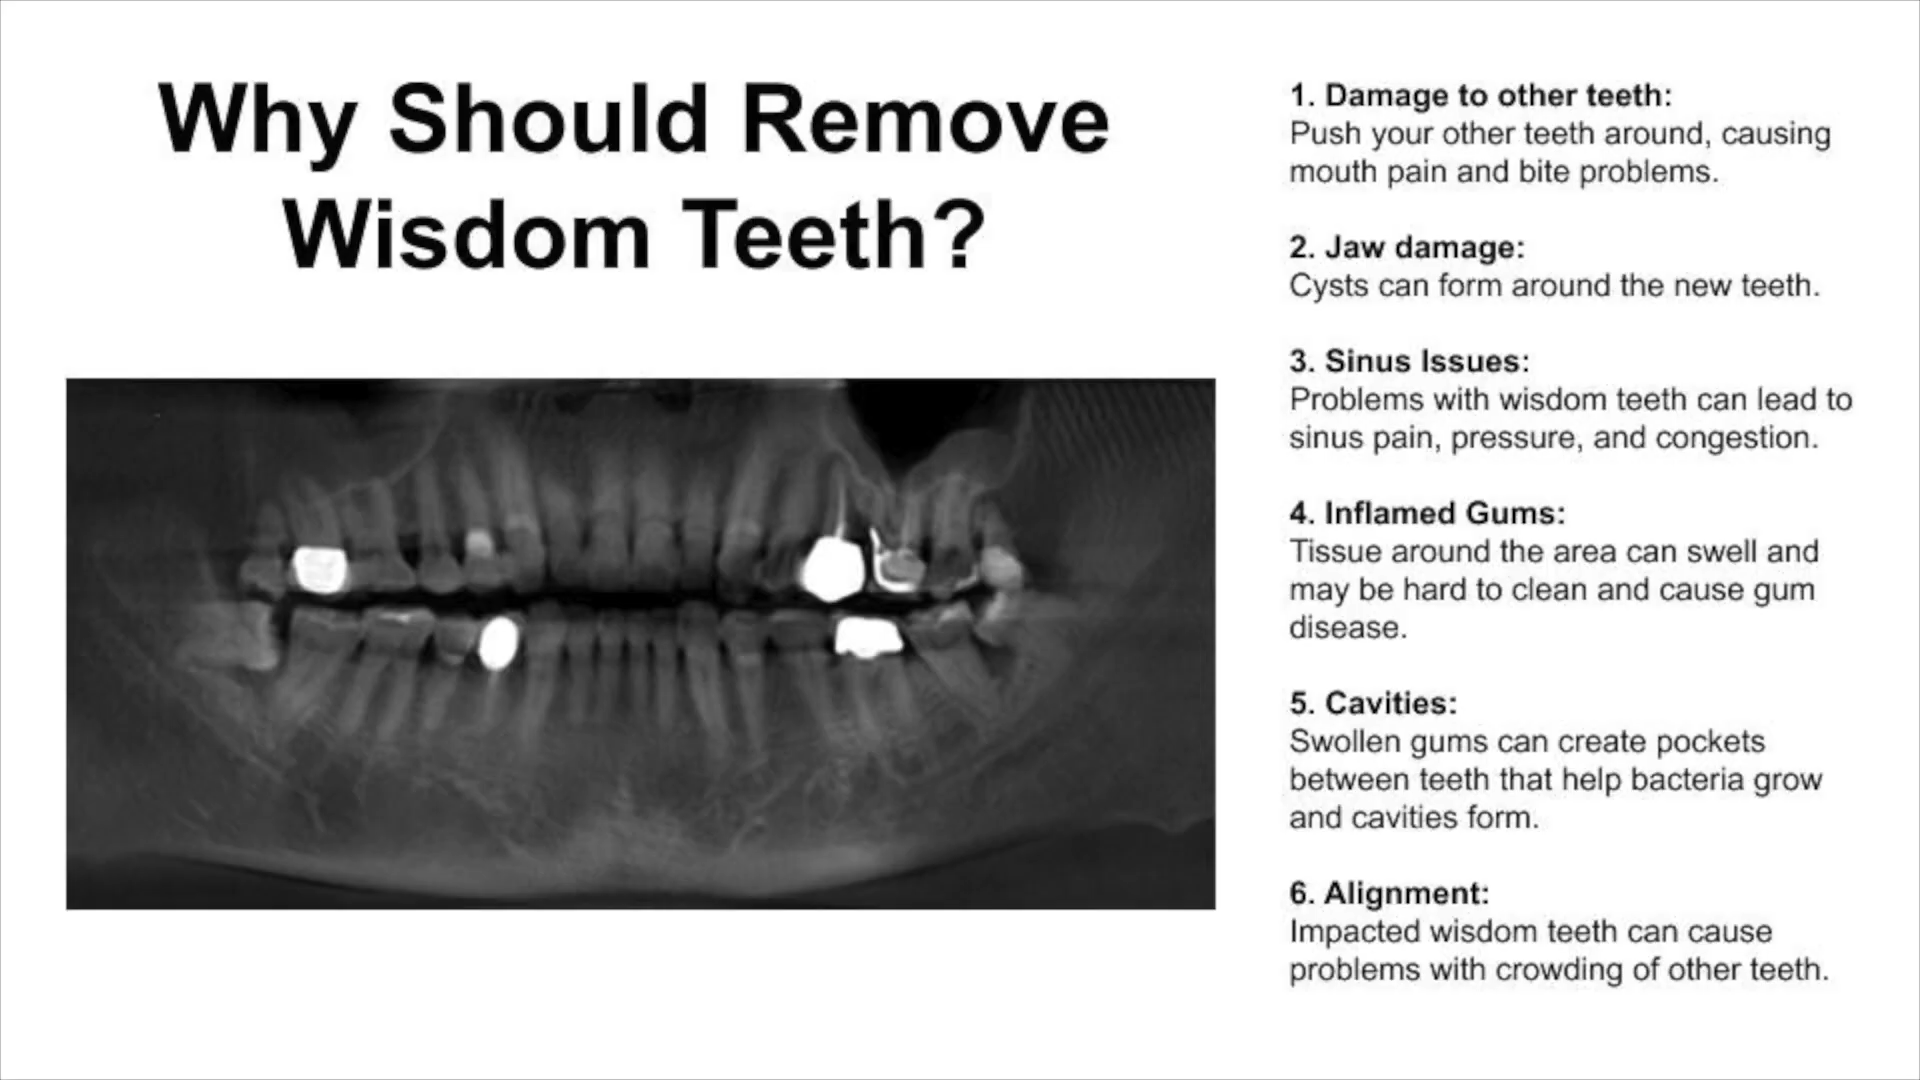 Why Should Remove
Wisdom Teeth?
1. Damage to other teeth:
Push your other teeth around, causing
mouth pain and bite problems.
2. Jaw damage:
Cysts can form around the new teeth.
3. Sinus Issues:
Problems with wisdom teeth can lead to
sinus pain, pressure, and congestion.
4. Inflamed Gums:
Tissue around the area can swell and
may be hard to clean and cause gum
disease.
5. Cavities:
Swollen gums can create pockets
between teeth that help bacteria grow
and cavities form.
6. Alignment:
Impacted wisdom teeth can cause
problems with crowding of other teeth.